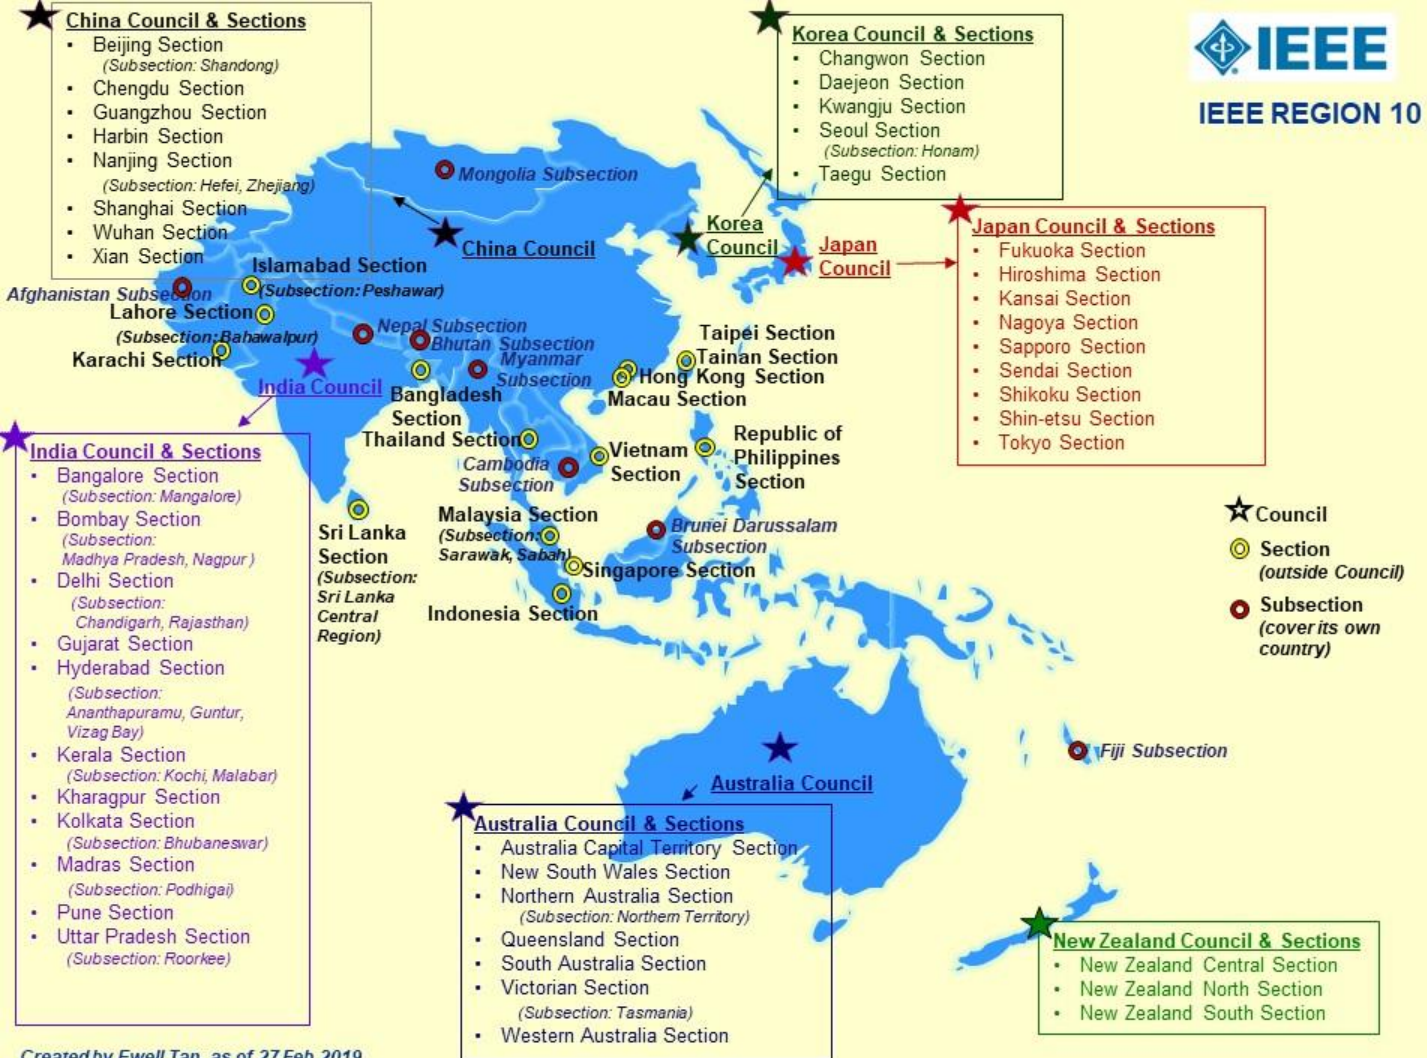 China Council & Sections
• Beijing Section
(Subsection: Shandong)
• Chengdu Section
• Guangzhou Section
• Harbin Section
• Nanjing Section
(Subsection: Hefei, Zhejiang)
• Shanghai Section
• Wuhan Section
• Xian Section
Korea Council & Sections
• Changwon Section
• Daejeon Section
• Kwangju Section
• Seoul Section
(Subsection: Honam)
• Taegu Section
IEEE
IEEE REGION 10
Japan Council & Sections
• Fukuoka Section
• Hiroshima Section
• Kansai Section
• Nagoya Section
• Sapporo Section
• Sendai Section
• Shikoku Section
• Shin-etsu Section
• Tokyo Section
Mongolia Subsection
China Council
Korea
Council
Japan
Council
Islamabad Section
(Subsection: Peshawar)
Afghanistan Subsection
Lahore Section
(Subsection: Bahawalpur)
Karachi Section
India Council
Nepal Subsection
Bhutan Subsection
Myanmar
Subsection
Bangladesh
Section
Taipei Section
Tainan Section
Hong Kong Section
Macau Section
Thailand Section
Cambodia
Subsection
Vietnam
Section
Republic of
Philippines
Section
Sri Lanka
Section
(Subsection:
Sri Lanka
Central
Region)
Malaysia Section
(Subsection:
Sarawak, Sabah)
Brunei Darussalam
Subsection
Singapore Section
Indonesia Section
Council
Section
(outside Council)
Subsection
(cover its own
country)
India Council & Sections
• Bangalore Section
(Subsection: Mangalore)
• Bombay Section
(Subsection:
Madhya Pradesh, Nagpur )
• Delhi Section
(Subsection:
Chandigarh, Rajasthan)
• Gujarat Section
• Hyderabad Section
(Subsection:
Ananthapuramu, Guntur,
Vizag Bay)
• Kerala Section
(Subsection: Kochi, Malabar)
• Kharagpur Section
• Kolkata Section
(Subsection: Bhubaneswar)
• Madras Section
(Subsection: Podhigai)
• Pune Section
• Uttar Pradesh Section
(Subsection: Roorkee)
Australia Council
Fiji Subsection
Australia Council & Sections
• Australia Capital Territory Section
• New South Wales Section
• Northern Australia Section
(Subsection: Northern Territory)
• Queensland Section
• South Australia Section
• Victorian Section
(Subsection: Tasmania)
• Western Australia Section
New Zealand Council & Sections
• New Zealand Central Section
• New Zealand North Section
• New Zealand South Section
Created by Ewell Tan, as of 27 Feb 2019